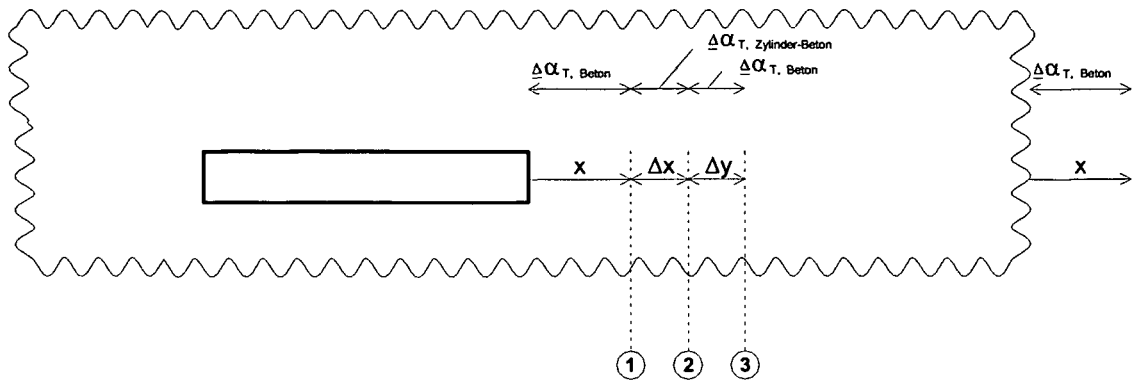 Δα T, Zylinder-Beton
Δα T, Beton
Δα T, Beton
Δα T, Beton
x
Δx
Δy
x
1
2
3